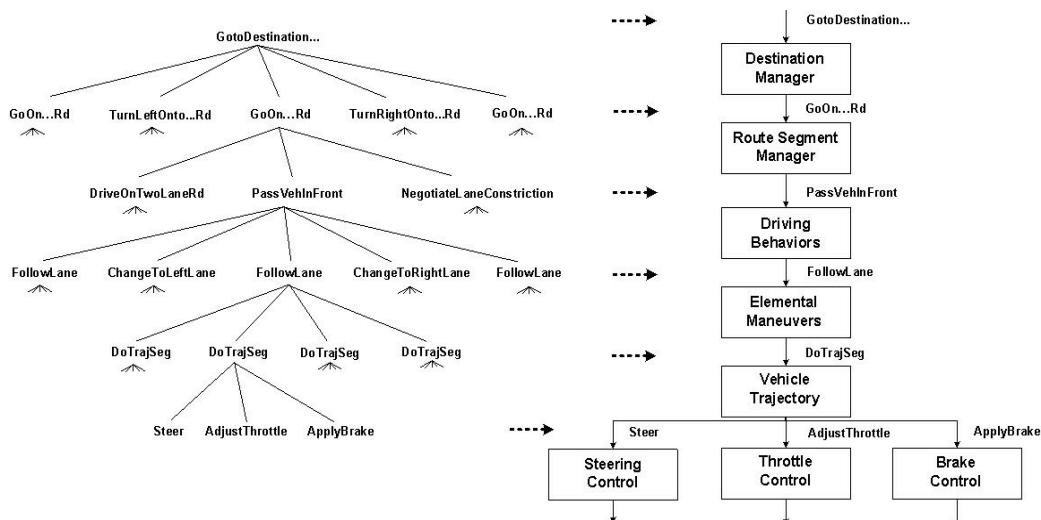 GotoDestination...
GoOn...Rd TurnLeftOnto...Rd GoOn...Rd TurnRightOnto...Rd GoOn...Rd
DriveOnTwoLaneRd PassVehInFront NegotiateLaneConstriction
FollowLane ChangeToLeftLane FollowLane ChangeToRightLane FollowLane
DoTrajSeg DoTrajSeg DoTrajSeg DoTrajSeg
Steer AdjustThrottle ApplyBrake
GotoDestination...
Destination
Manager
GoOn...Rd
Route Segment
Manager
PassVehInFront
Driving
Behaviors
FollowLane
Elemental
Maneuvers
DoTrajSeg
Vehicle
Trajectory
Steer AdjustThrottle ApplyBrake
Steering
Control
Throttle
Control
Brake
Control